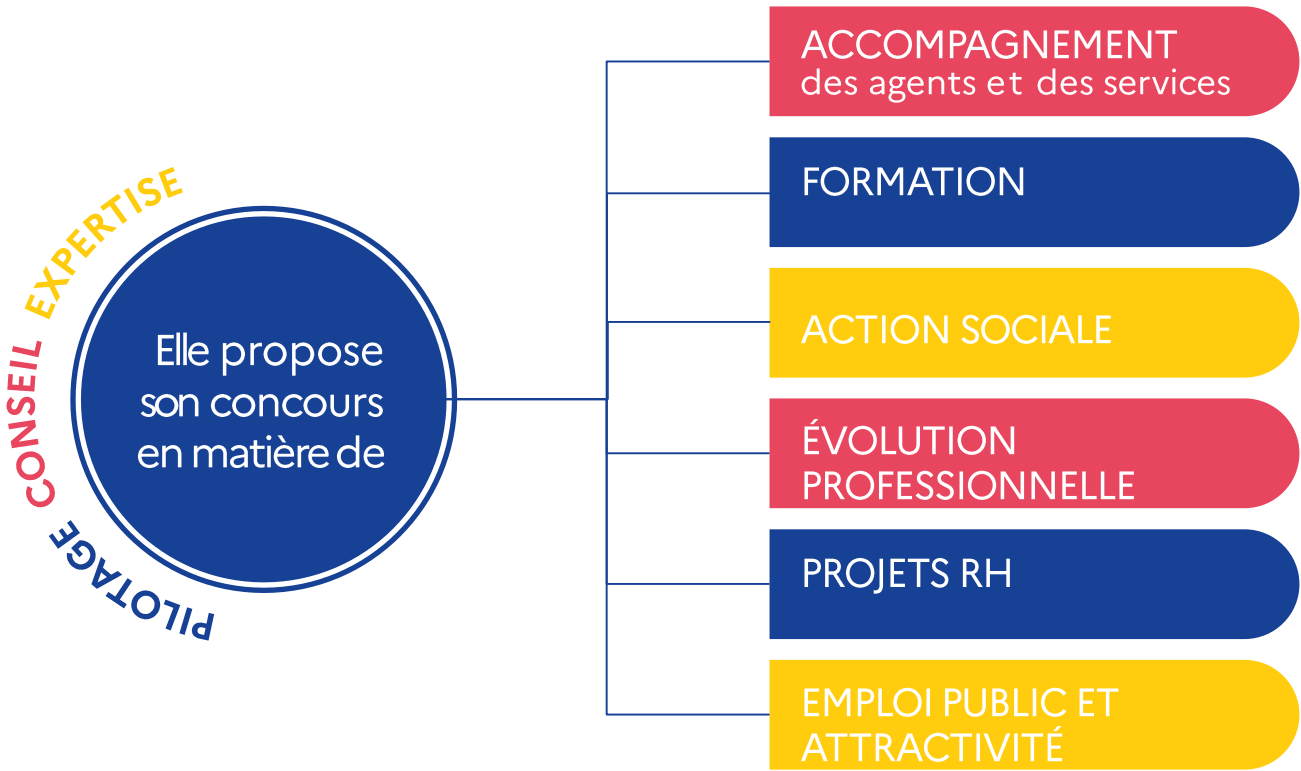 PILOTAGE CONSEIL EXPERTISE
Elle propose
son concours
en matière de
ACCOMPAGNEMENT
des agents et des services
FORMATION
ACTION SOCIALE
ÉVOLUTION
PROFESSIONNELLE
PROJETS RH
EMPLOI PUBLIC ET
ATTRACTIVITÉ